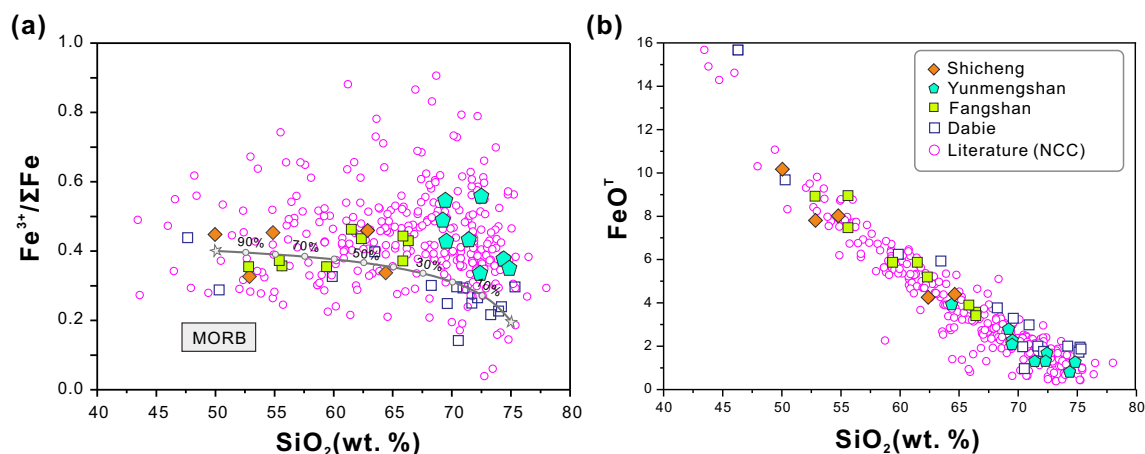 (a)
1.0
0.8
0.6
0.4
0.2
0.0
Fe3+/ΣFe
90%
70%
50%
30%
10%
MORB
40 45 50 55 60 65 70 75 80
SiO2(wt. %)
(b)
16
14
12
10
8
6
4
2
0
FeOT
Shicheng
Yunmengshan
Fangshan
Dabie
Literature (NCC)
40 45 50 55 60 65 70 75 80
SiO2(wt. %)